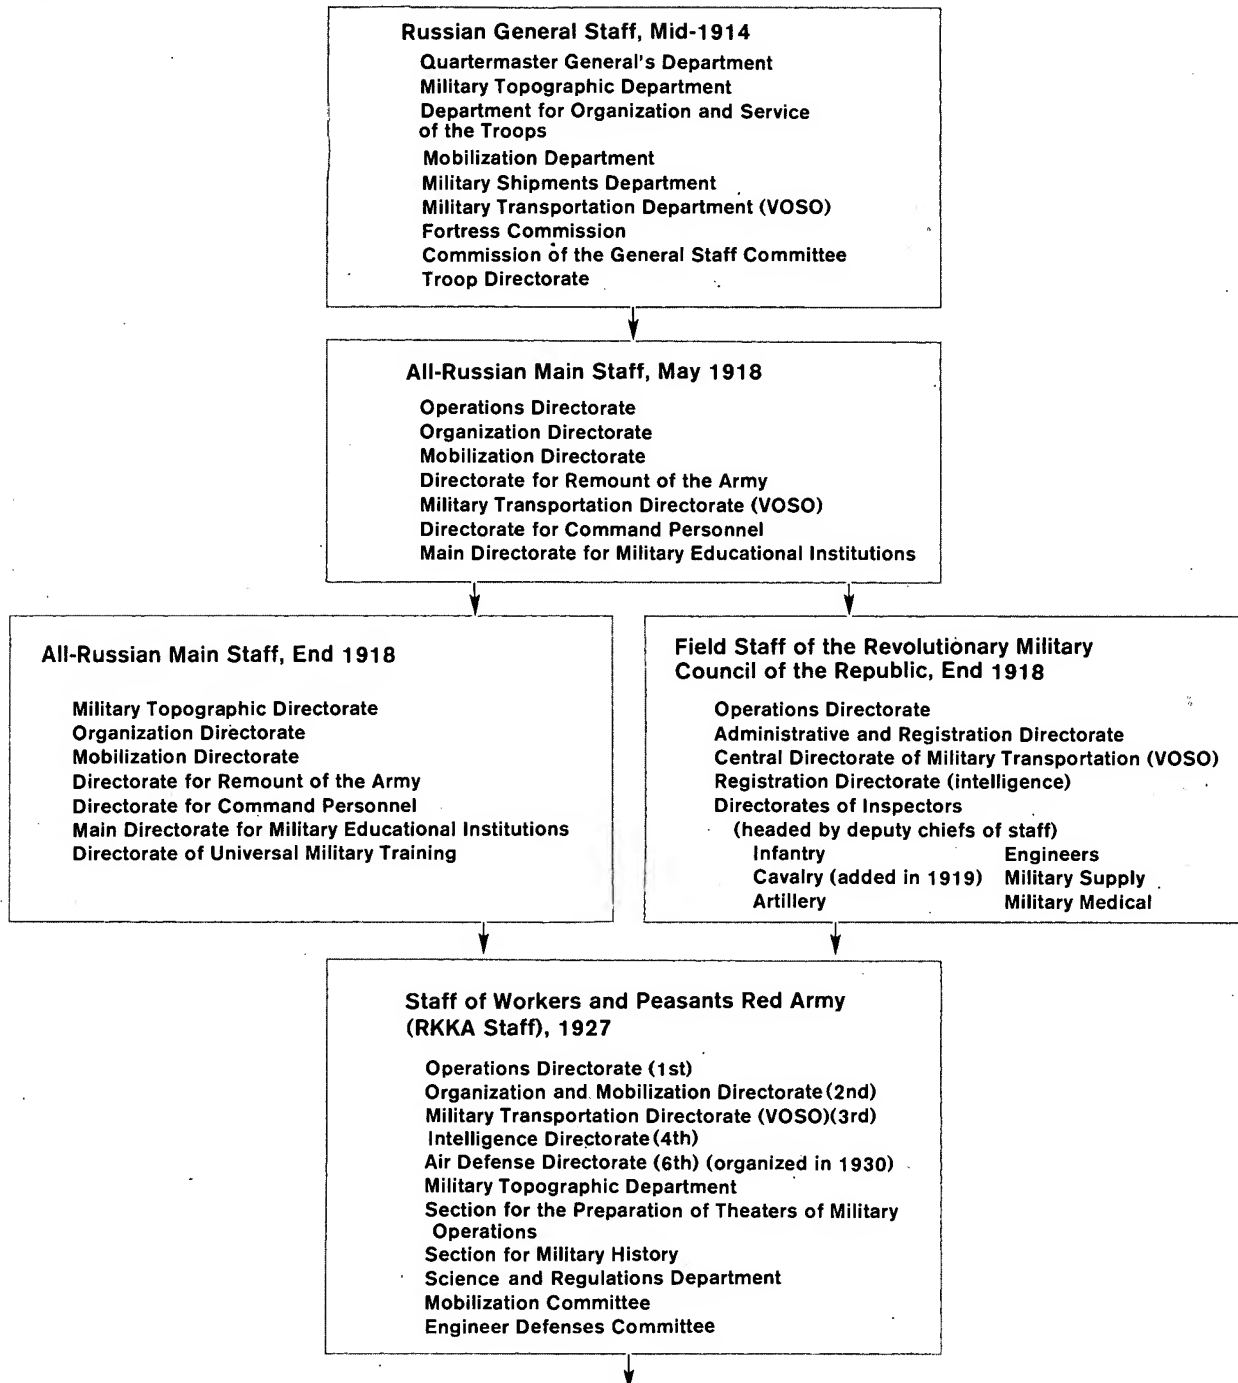 Russian General Staff, Mid-1914
Quartermaster General's Department
Military Topographic Department
Department for Organization and Service
of the Troops
Mobilization Department
Military Shipments Department
Military Transportation Department (VOSO)
Fortress Commission
Commission of the General Staff Committee
Troop Directorate
All-Russian Main Staff, May 1918
Operations Directorate
Organization Directorate
Mobilization Directorate
Directorate for Remount of the Army
Military Transportation Directorate (VOSO)
Directorate for Command Personnel
Main Directorate for Military Educational Institutions
All-Russian Main Staff, End 1918
Military Topographic Directorate
Organization Directorate
Mobilization Directorate
Directorate for Remount of the Army
Directorate for Command Personnel
Main Directorate for Military Educational Institutions
Directorate of Universal Military Training
Field Staff of the Revolutionary Military
Council of the Republic, End 1918
Operations Directorate
Administrative and Registration Directorate
Central Directorate of Military Transportation (VOSO)
Registration Directorate (intelligence)
Directorates of Inspectors
(headed by deputy chiefs of staff)
Infantry Engineers
Cavalry (added in 1919) Military Supply
Artillery Military Medical
Staff of Workers and Peasants Red Army
(RKKA Staff), 1927
Operations Directorate (1st)
Organization and Mobilization Directorate (2nd)
Military Transportation Directorate (VOSO)(3rd)
Intelligence Directorate (4th)
Air Defense Directorate (6th) (organized in 1930)
Military Topographic Department
Section for the Preparation of Theaters of Military
Operations
Section for Military History
Science and Regulations Department
Mobilization Committee
Engineer Defenses Committee